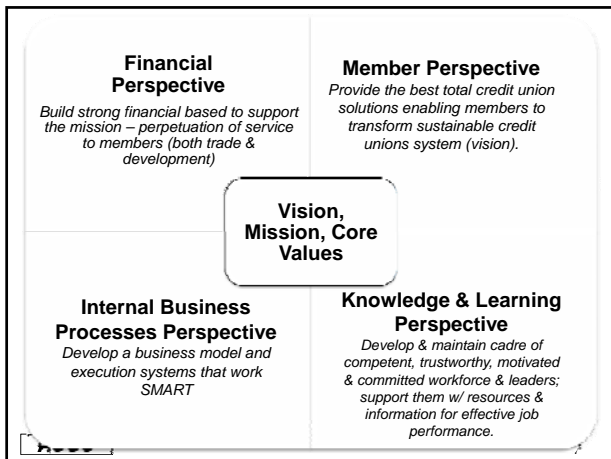 Financial
Perspective
Build strong financial based to support
the mission – perpetuation of service
to members (both trade &
development)
Member Perspective
Provide the best total credit union
solutions enabling members to
transform sustainable credit
unions system (vision).
Vision,
Mission, Core
Values
Internal Business
Processes Perspective
Develop a business model and
execution systems that work
SMART
Knowledge & Learning
Perspective
Develop & maintain cadre of
competent, trustworthy, motivated
& committed workforce & leaders;
support them w/ resources &
information for effective job
performance.